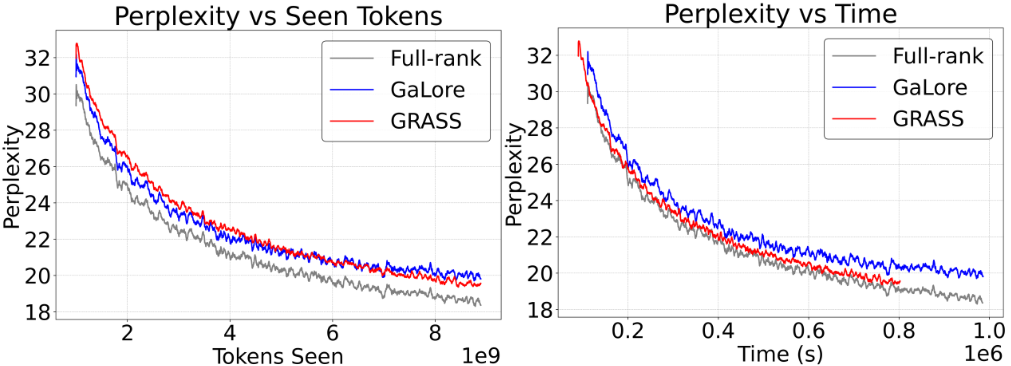 Perplexity vs Seen Tokens
Perplexity
32
30
28
26
24
22
20
18
Full-rank
GaLore
GRASS
2
4
6
8
Tokens Seen
1e9
Perplexity vs Time
Perplexity
32
30
28
26
24
22
20
18
Full-rank
GaLore
GRASS
0.2
0.4
0.6
0.8
1.0
Time (s)
1e6